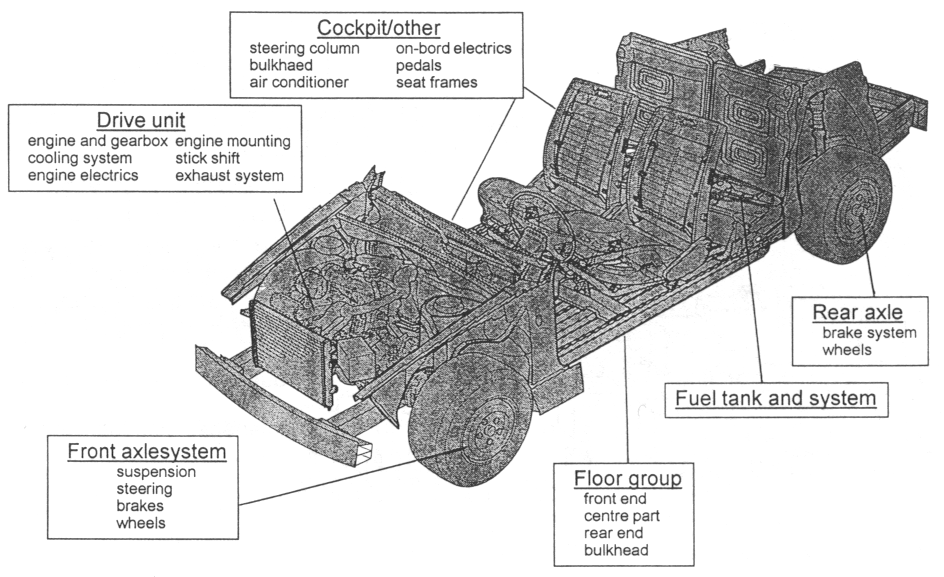 Cockpit/other
steering column on-bord electrics
bulkhaed pedals
air conditioner seat frames
Drive unit
engine and gearbox engine mounting
cooling system stick shift
engine electrics exhaust system
Rear axle
brake system
wheels
Fuel tank and system
Front axlesystem
suspension
steering
brakes
wheels
Floor group
front end
centre part
rear end
bulkhead